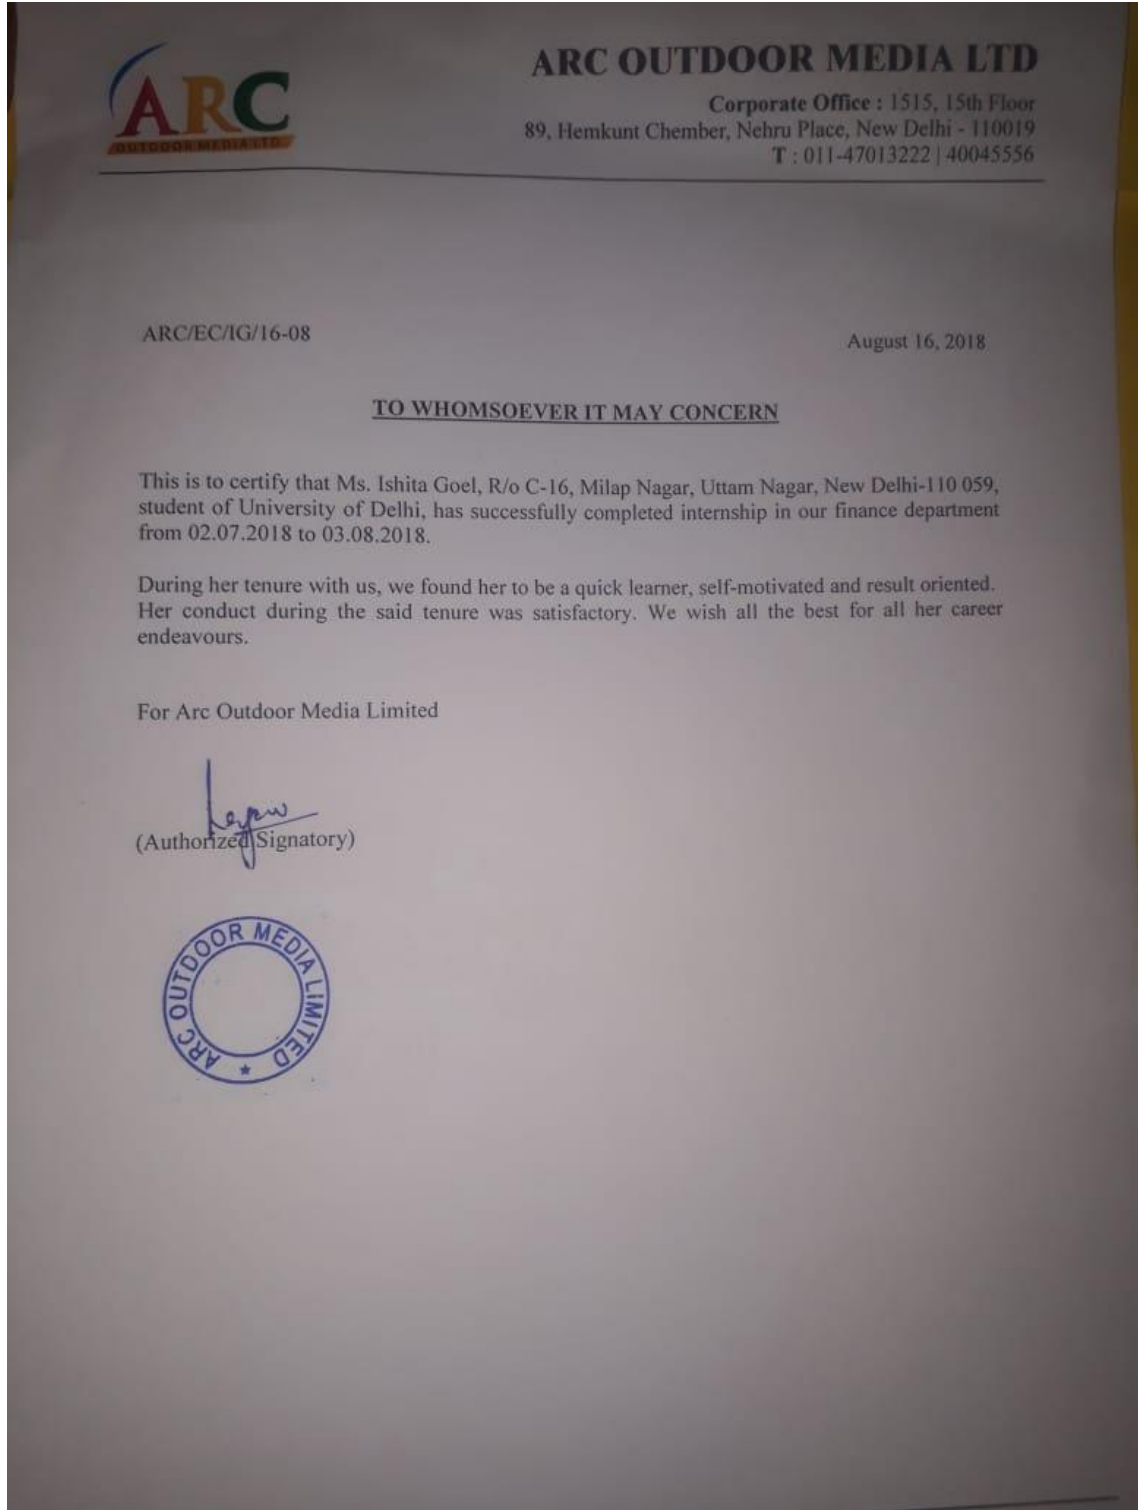 ARC
OUTDOOR MEDIA LTD
ARC OUTDOOR MEDIA LTD
Corporate Office : 1515, 15th Floor
89, Hemkunt Chember, Nehru Place, New Delhi - 110019
T : 011-47013222 | 40045556
ARC/EC/IG/16-08
August 16, 2018
TO WHOMSOEVER IT MAY CONCERN
This is to certify that Ms. Ishita Goel, R/o C-16, Milap Nagar, Uttam Nagar, New Delhi-110 059,
student of University of Delhi, has successfully completed internship in our finance department
from 02.07.2018 to 03.08.2018.
During her tenure with us, we found her to be a quick learner, self-motivated and result oriented.
Her conduct during the said tenure was satisfactory. We wish all the best for all her career
endeavours.
For Arc Outdoor Media Limited
(Authorized Signatory)
ARC OUTDOOR MEDIA LIMITED